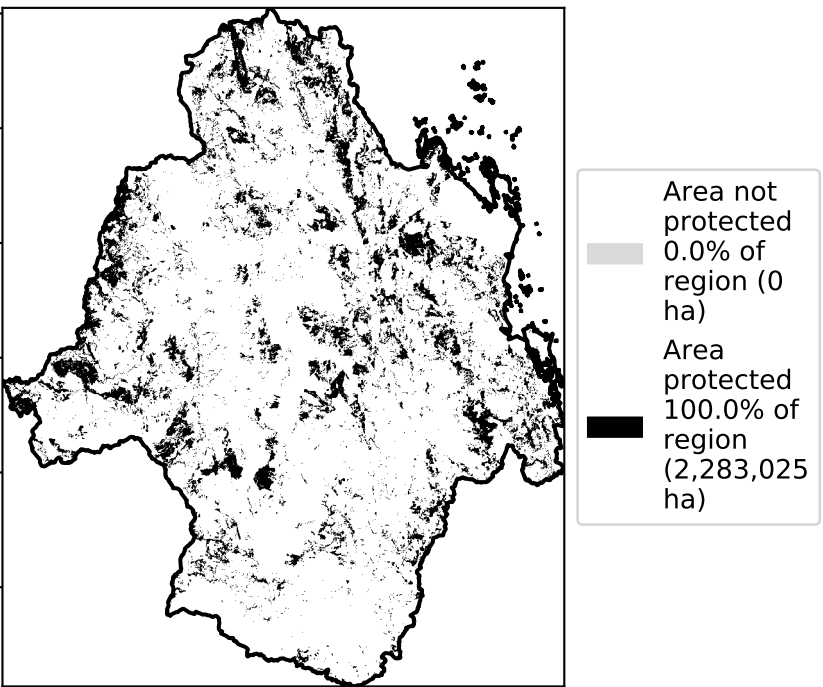 Area not
protected
0.0% of
region (0
ha)
Area
protected
100.0% of
region
(2,283,025
ha)